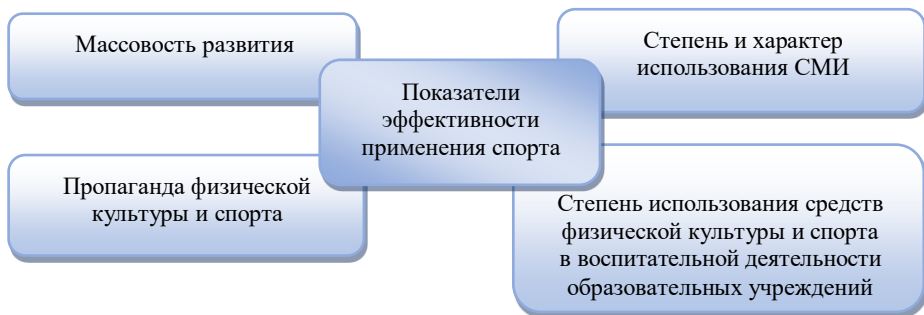 Массовость развития
Степень и характер
использования СМИ
Показатели
эффективности
применения спорта
Пропаганда физической
культуры и спорта
Степень использования средств
физической культуры и спорта
в воспитательной деятельности
образовательных учреждений